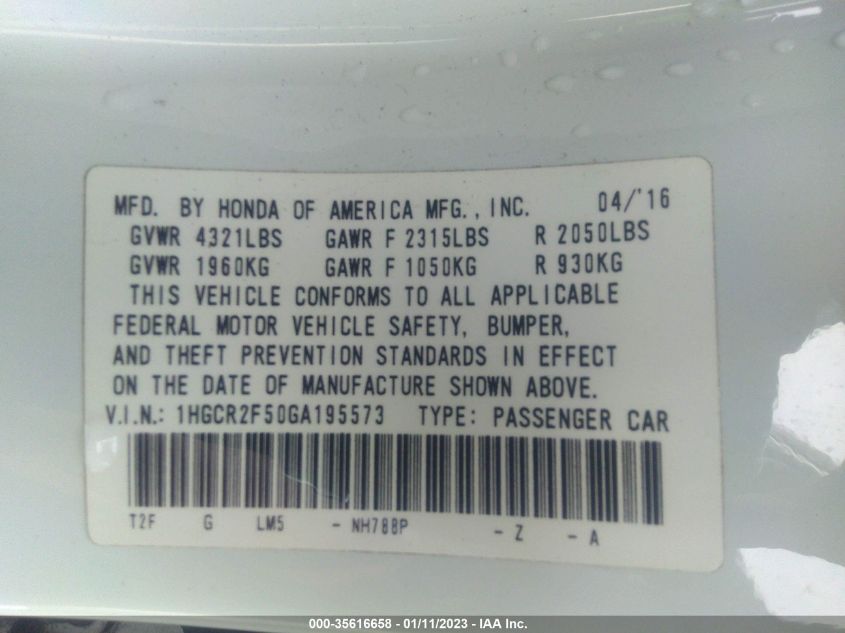 MFD. BY HONDA OF AMERICA MFG., INC. 04/'16
GVWR 4321LBS GAWR F 2315LBS R 2050LBS
GVWR 1960KG GAWR F 1050KG R 930KG
THIS VEHICLE CONFORMS TO ALL APPLICABLE
FEDERAL MOTOR VEHICLE SAFETY, BUMPER,
AND THEFT PREVENTION STANDARDS IN EFFECT
ON THE DATE OF MANUFACTURE SHOWN ABOVE.
V.I.N.: 1HGCR2F50GA195573 TYPE: PASSENGER CAR
T2F G LM5 - NH788P - Z - A
000-35616658 - 01/11/2023 - IAA Inc.